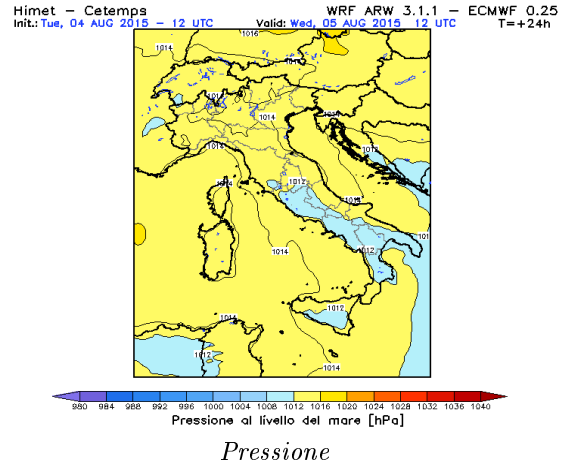 Himet – Cetemps WRF ARW 3.1.1 – ECMWF 0.25
Init.: Tue, 04 AUG 2015 – 12 UTC Valid: Wed, 05 AUG 2015 12 UTC T=+24h
1016
1014
1014
1014
1014
1012
1014
1014
1012
1014
1012
1014
1012
1014
980 984 988 992 996 1000 1004 1008 1012 1016 1020 1024 1028 1032 1036 1040
Pressione al livello del mare [hPa]
Pressione